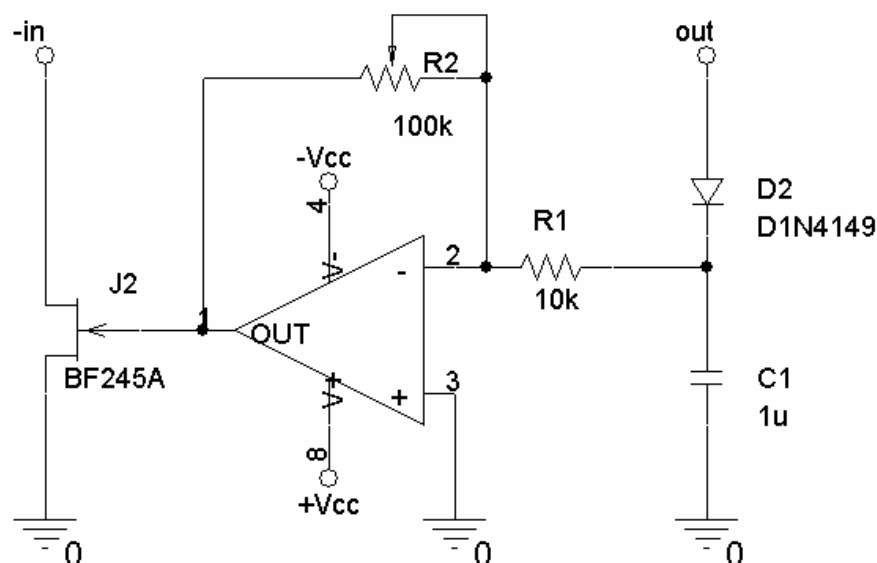 -in
out
R2
100k
-Vcc
4
V-
D2
D1N4149
R1
2
-
10k
J2
1
OUT
BF245A
V+
+
3
C1
1u
8
+Vcc
0
0
0